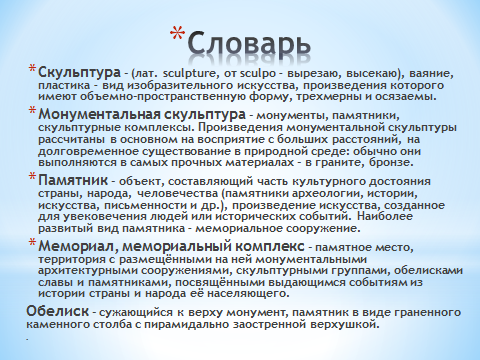 *Словарь
*Скульптура – (лат. sculpture, от sculpo – вырезаю, высекаю), ваяние,
пластика – вид изобразительного искусства, произведения которого
имеют объемно-пространственную форму, трехмерны и осязаемы.
*Монументальная скульптура – монументы, памятники,
скульптурные комплексы. Произведения монументальной скульптуры
рассчитаны в основном на восприятие с больших расстояний, на
долговременное существование в природной среде: обычно они
выполняются в самых прочных материалах – в граните, бронзе.
*Памятник – объект, составляющий часть культурного достояния
страны, народа, человечества (памятники археологии, истории,
искусства, письменности и др.), произведение искусства, созданное
для увековечения людей или исторических событий. Наиболее
развитый вид памятника – мемориальное сооружение.
*Мемориал, мемориальный комплекс – памятное место,
территория с размещёнными на ней монументальными
архитектурными сооружениями, скульптурными группами, обелисками
славы и памятниками, посвящёнными выдающимся событиям из
истории страны и народа её населяющего.
Обелиск – сужающийся к верху монумент, памятник в виде граненного
каменного столба с пирамидально заостренной верхушкой.
.